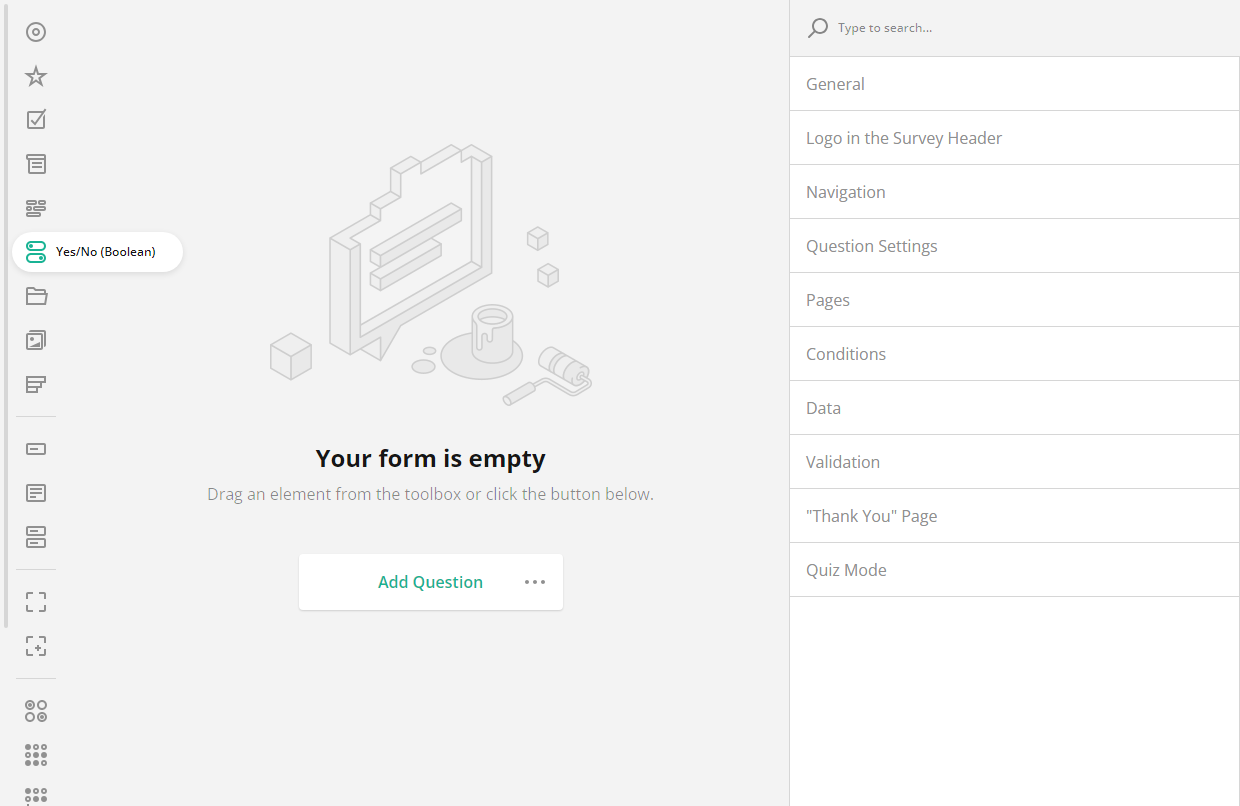 Type to search...
General
Logo in the Survey Header
Navigation
Question Settings
Pages
Conditions
Data
Validation
"Thank You" Page
Quiz Mode
Yes/No (Boolean)
Your form is empty
Drag an element from the toolbox or click the button below.
Add Question